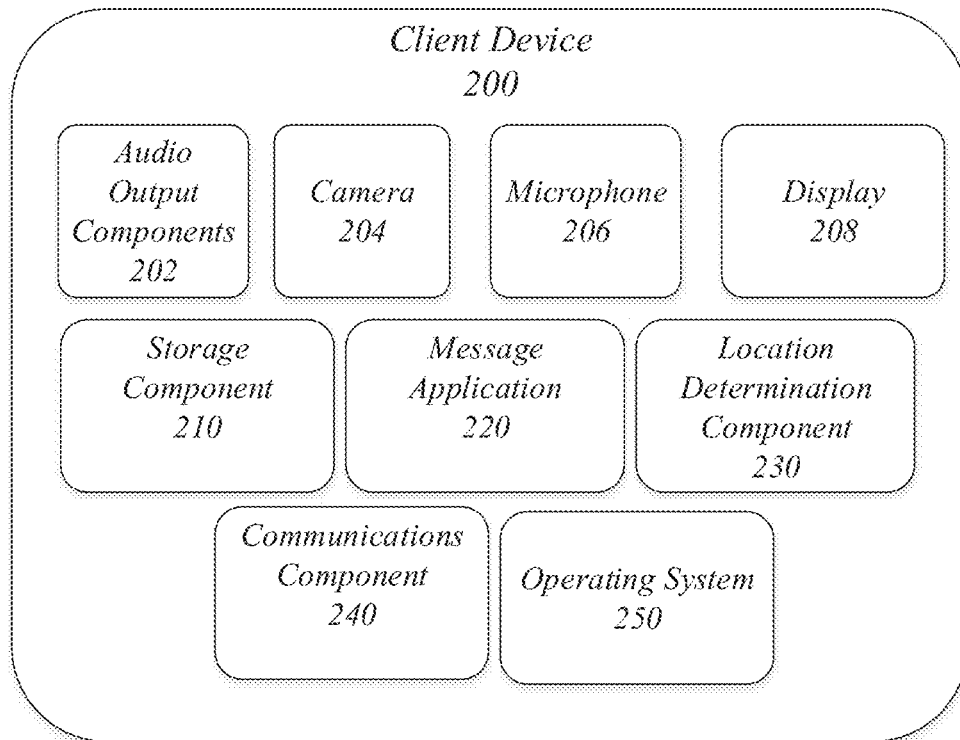 Client Device
200
Audio
Output
Components
202
Camera
204
Microphone
206
Display
208
Storage
Component
210
Message
Application
220
Location
Determination
Component
230
Communications
Component
240
Operating System
250